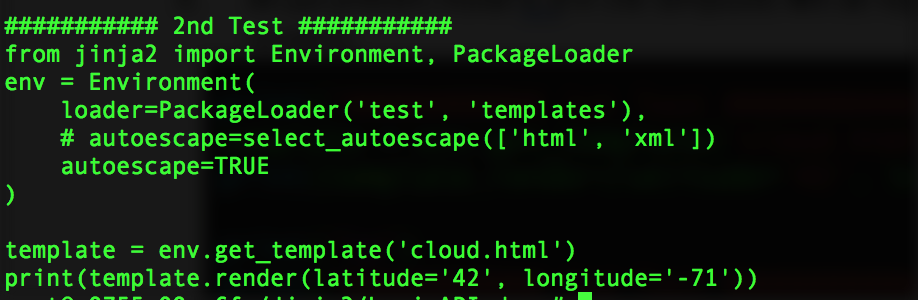 ########### 2nd Test ###########
from jinja2 import Environment, PackageLoader
env = Environment(
    loader=PackageLoader('test', 'templates'),
    # autoescape=select_autoescape(['html', 'xml'])
    autoescape=TRUE
)
template = env.get_template('cloud.html')
print(template.render(latitude='42', longitude='-71'))